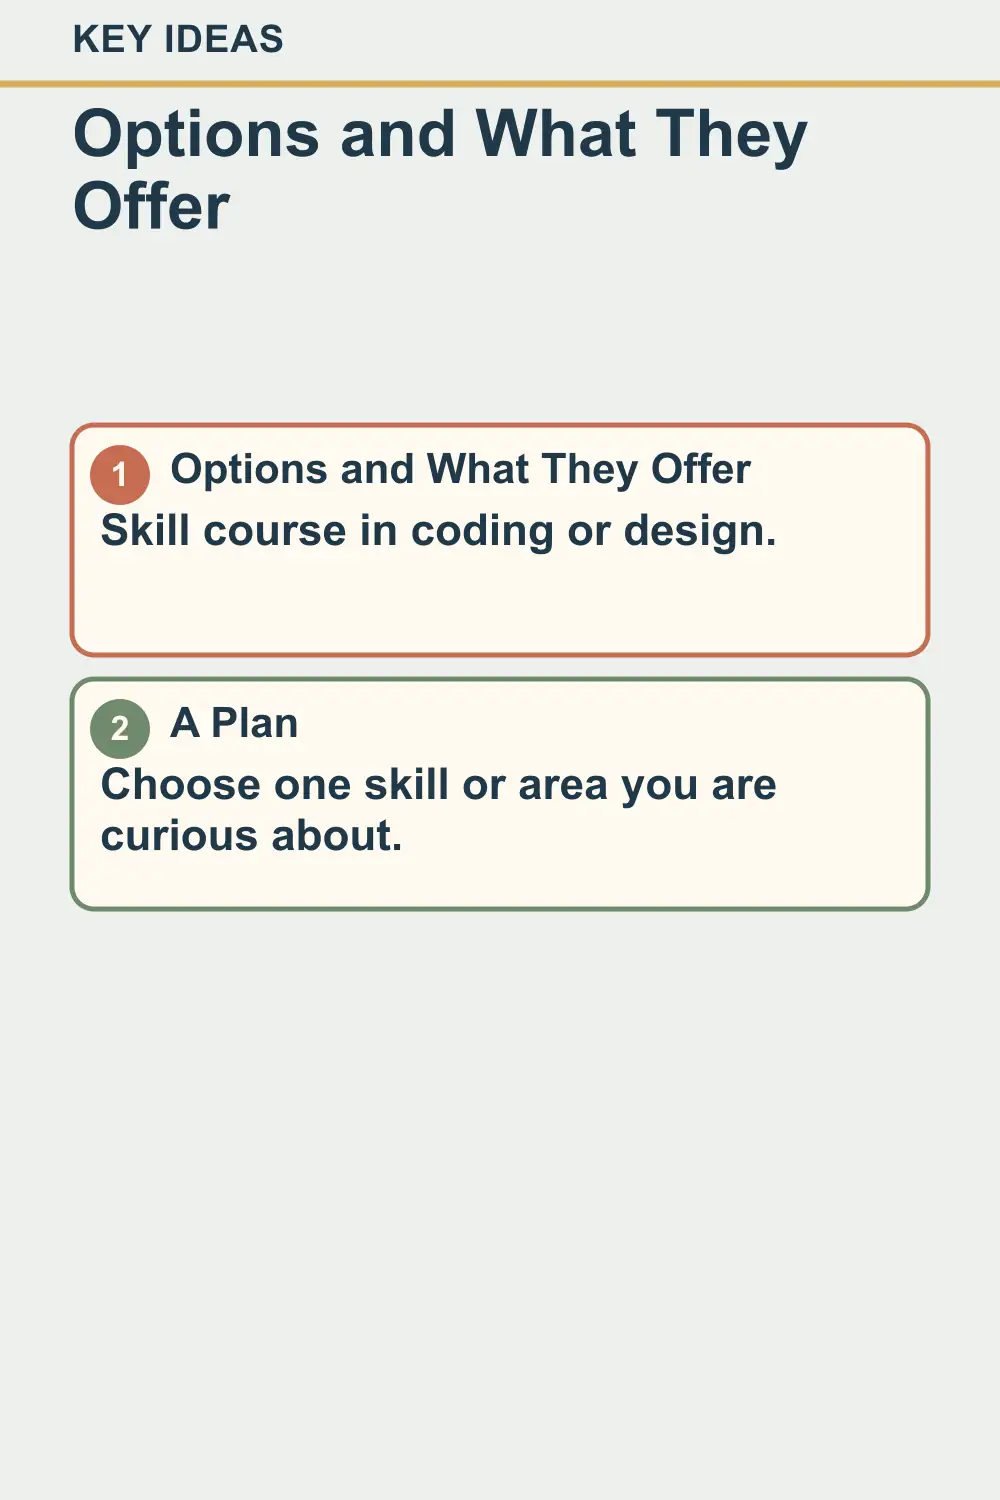 KEY IDEAS
Options and What They
Offer
1 Options and What They Offer
Skill course in coding or design.
2 A Plan
Choose one skill or area you are
curious about.